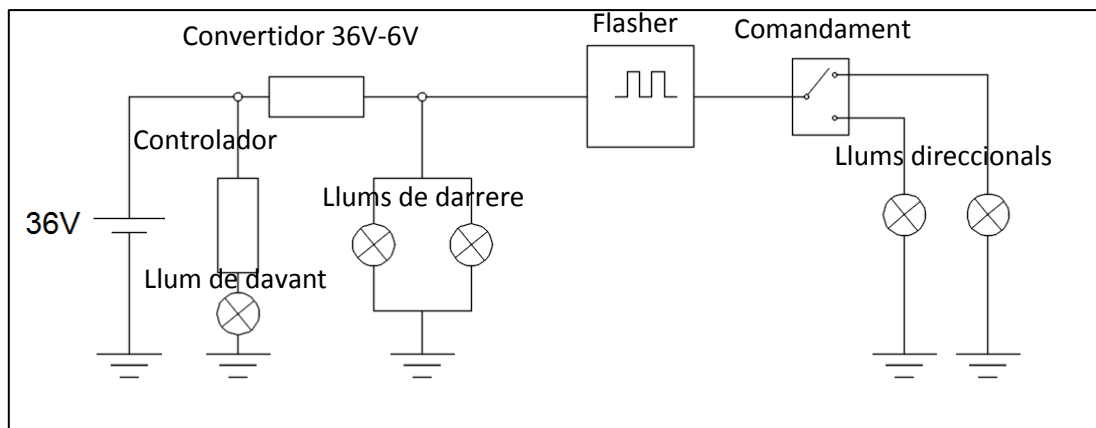 Flasher
Comandament
Convertidor 36V-6V
Controlador
Llums direccionals
Llums de darrere
36V
Llum de davant